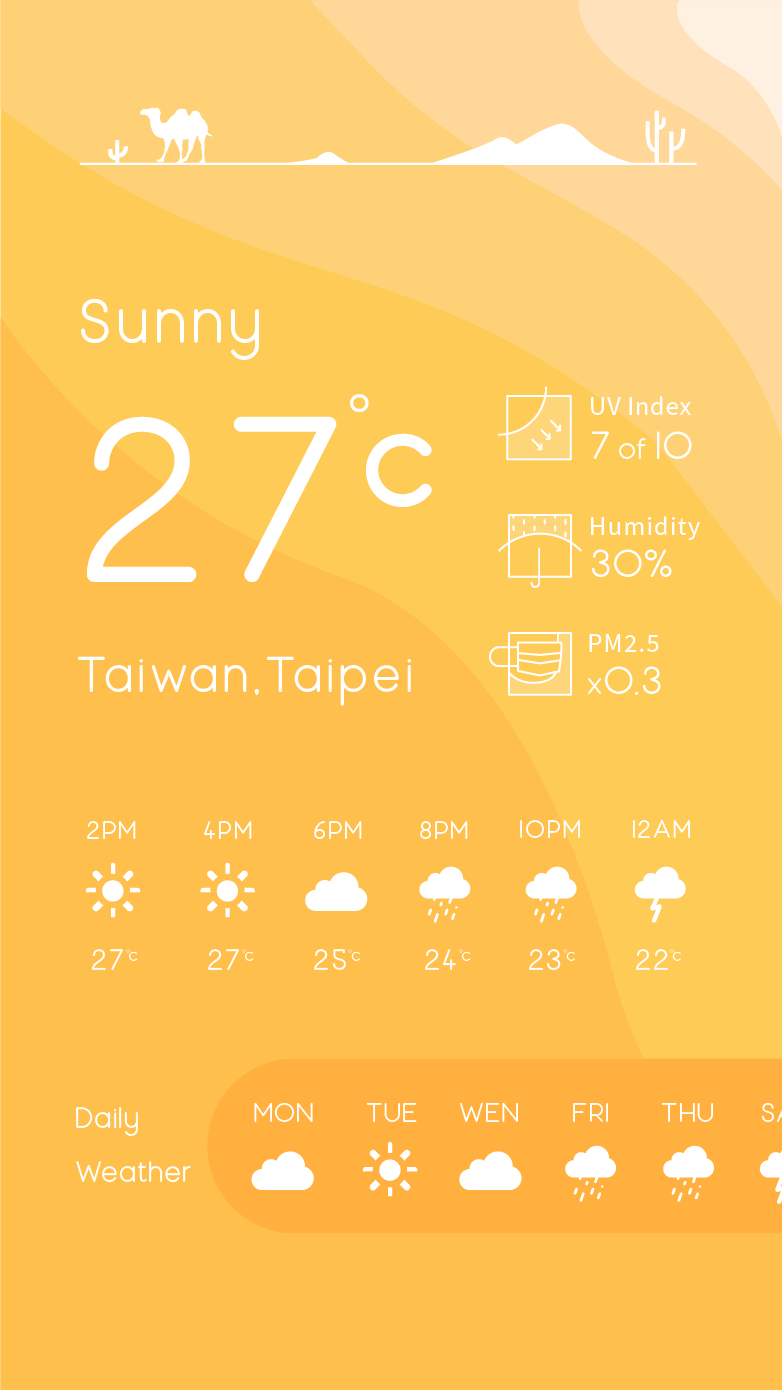 Sunny
27°C
UV Index
7 of 10
Humidity
30%
PM2.5
x0.3
Taiwan,Taipei
2PM 4PM 6PM 8PM 10PM 12AM
27°C 27°C 25°C 24°C 23°C 22°C
Daily
Weather
MON TUE WEN FRI THU SA